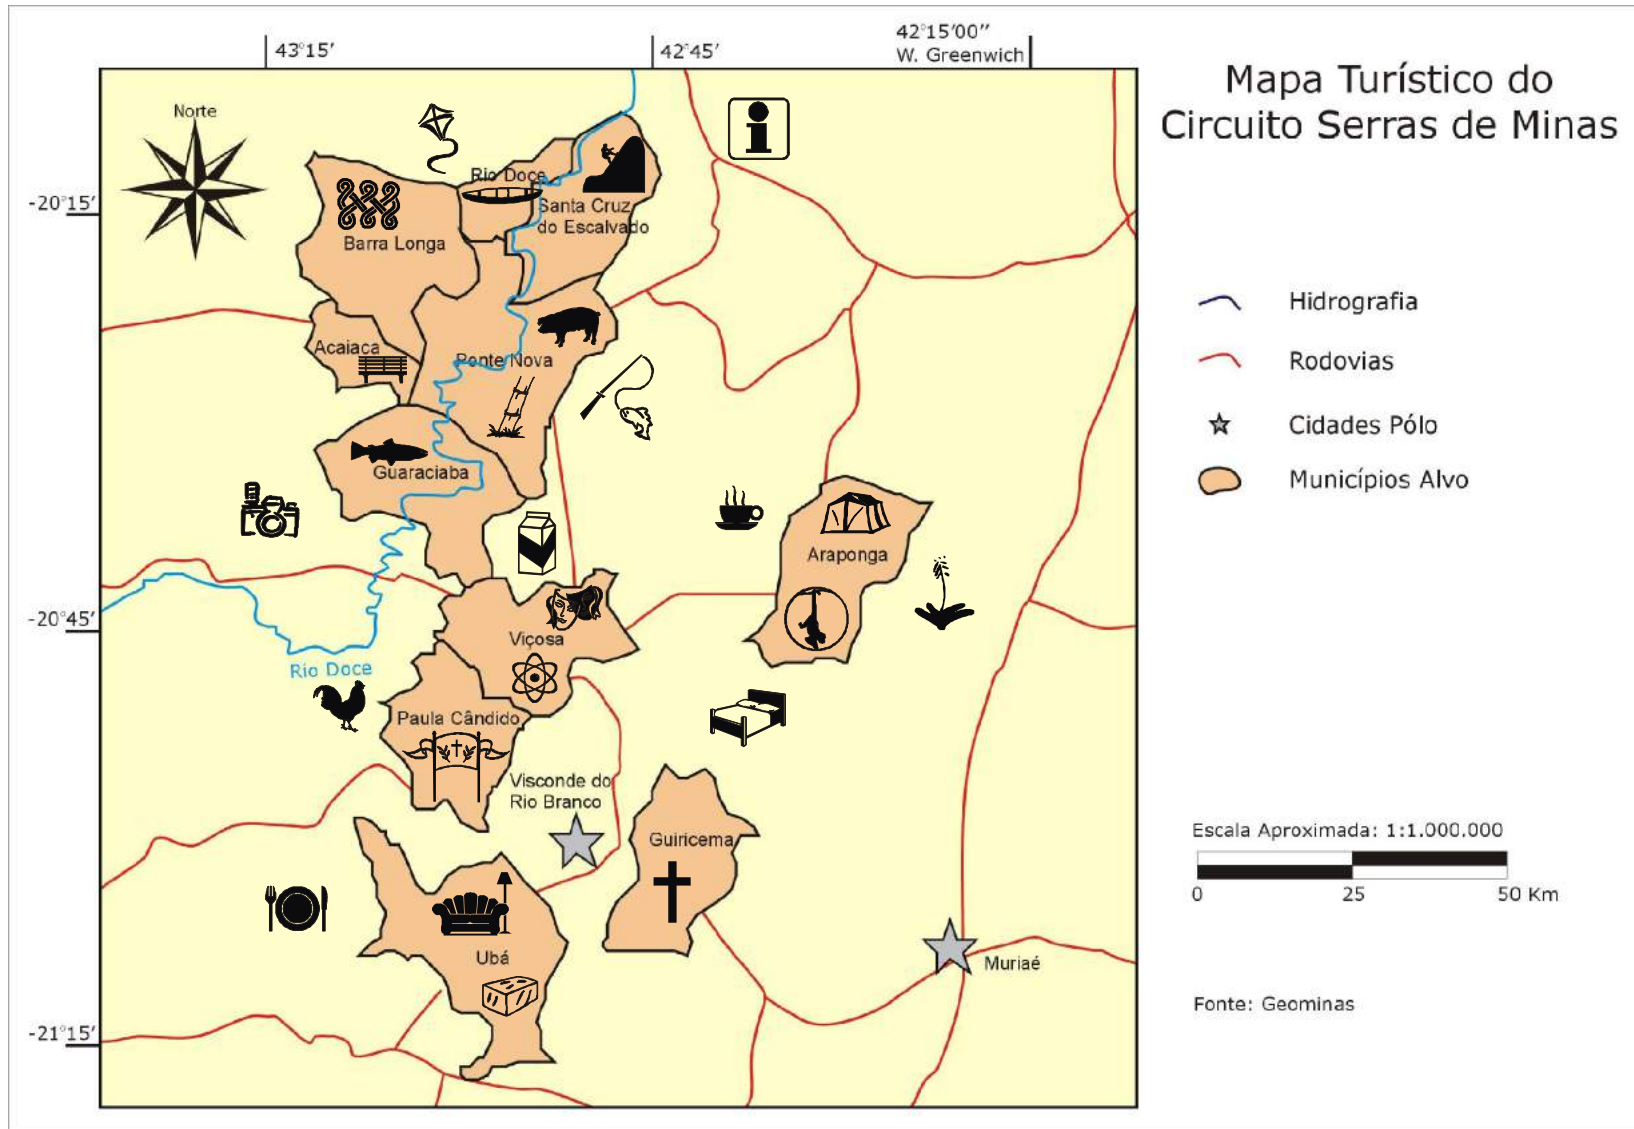 43°15'
42°45'
42°15'00"
W. Greenwich
Mapa Turístico do
Circuito Serras de Minas
Norte
-20°15'
Rio Doce
Santa Cruz
do Escalvado
Barra Longa
Hidrografia
Acaiaca
Ponte Nova
Rodovias
Cidades Pólo
Guaraciaba
Municípios Alvo
Araponga
-20°45'
Viçosa
Rio Doce
Paula Cândido
Visconde do
Rio Branco
Guiricema
Escala Aproximada: 1:1.000.000
0 25 50 Km
Ubá
Muriaé
Fonte: Geominas
-21°15'